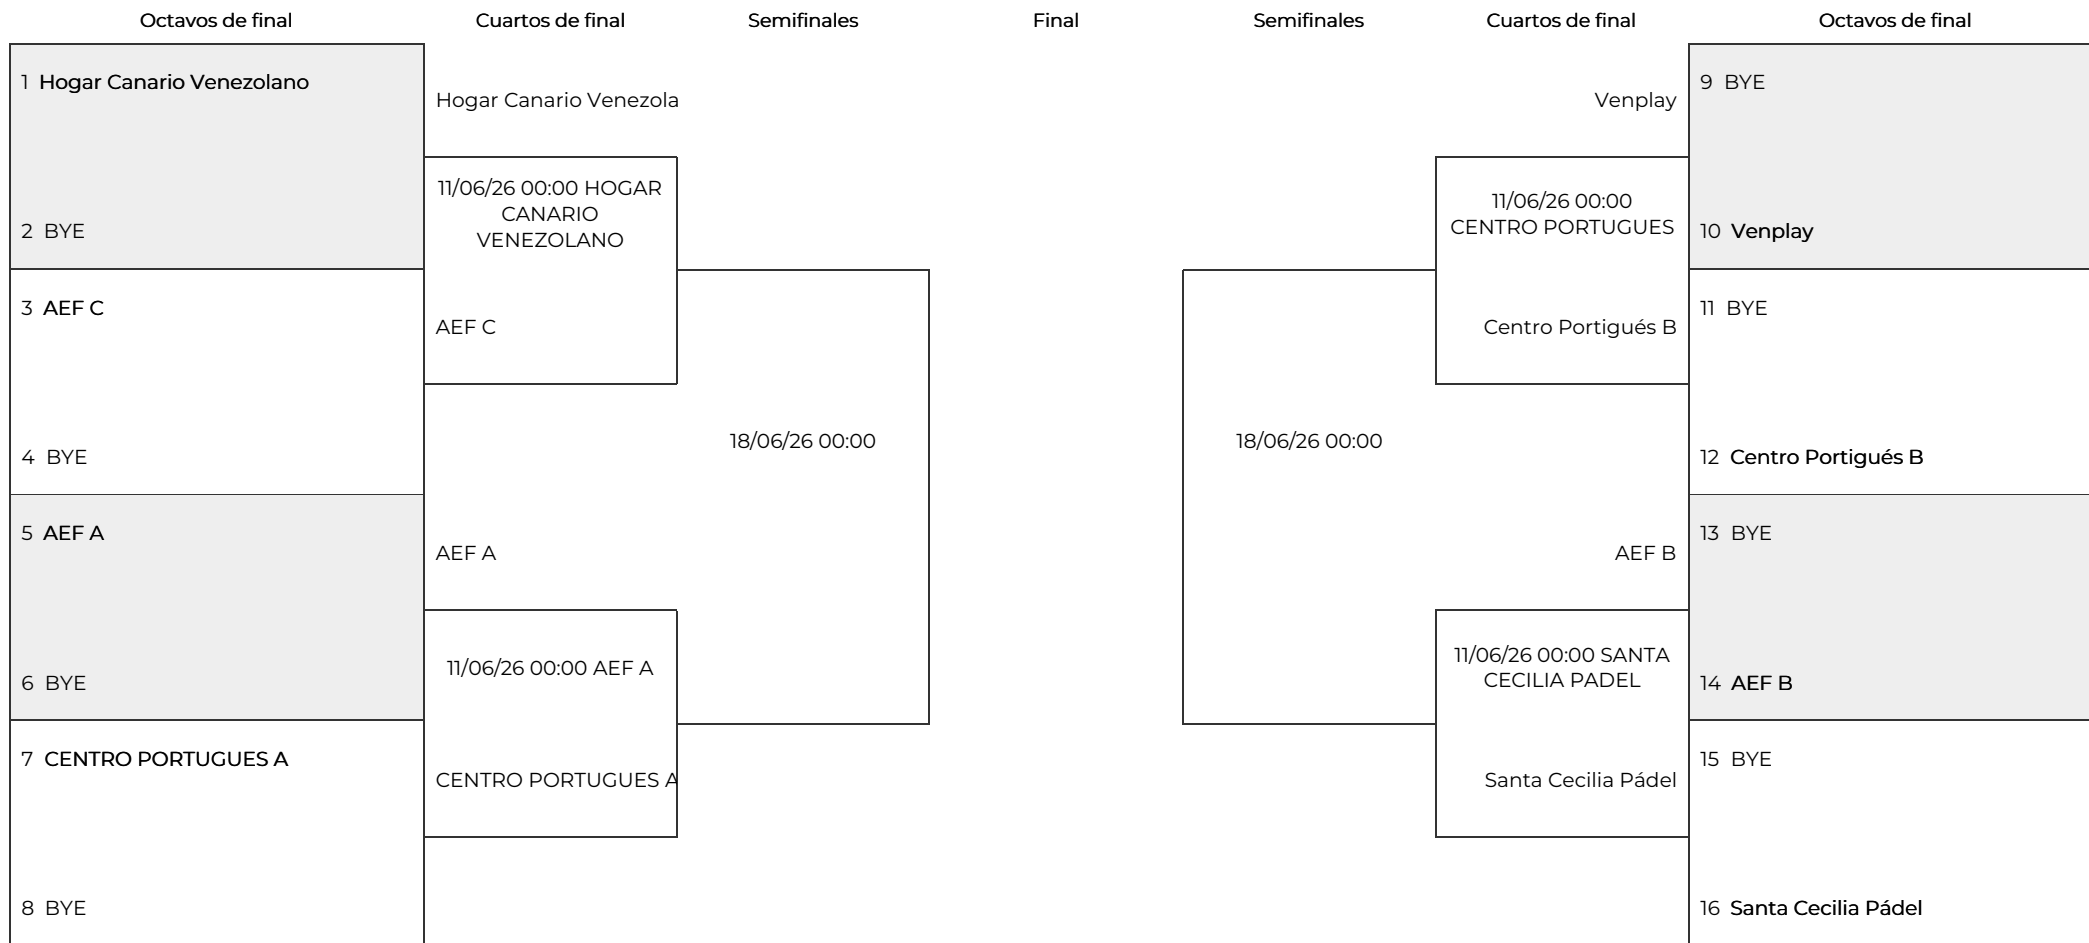 Octavos de final
Cuartos de final
Semifinales
Final
Semifinales
Cuartos de final
Octavos de final
1 Hogar Canario Venezolano
2 BYE
3 AEF C
4 BYE
5 AEF A
6 BYE
7 CENTRO PORTUGUES A
8 BYE
Hogar Canario Venezola
11/06/26 00:00 HOGAR
CANARIO
VENEZOLANO
AEF C
AEF A
11/06/26 00:00 AEF A
CENTRO PORTUGUES A
18/06/26 00:00
18/06/26 00:00
Venplay
11/06/26 00:00
CENTRO PORTUGUES
Centro Portigués B
AEF B
11/06/26 00:00 SANTA
CECILIA PADEL
Santa Cecilia Pádel
9 BYE
10 Venplay
11 BYE
12 Centro Portigués B
13 BYE
14 AEF B
15 BYE
16 Santa Cecilia Pádel